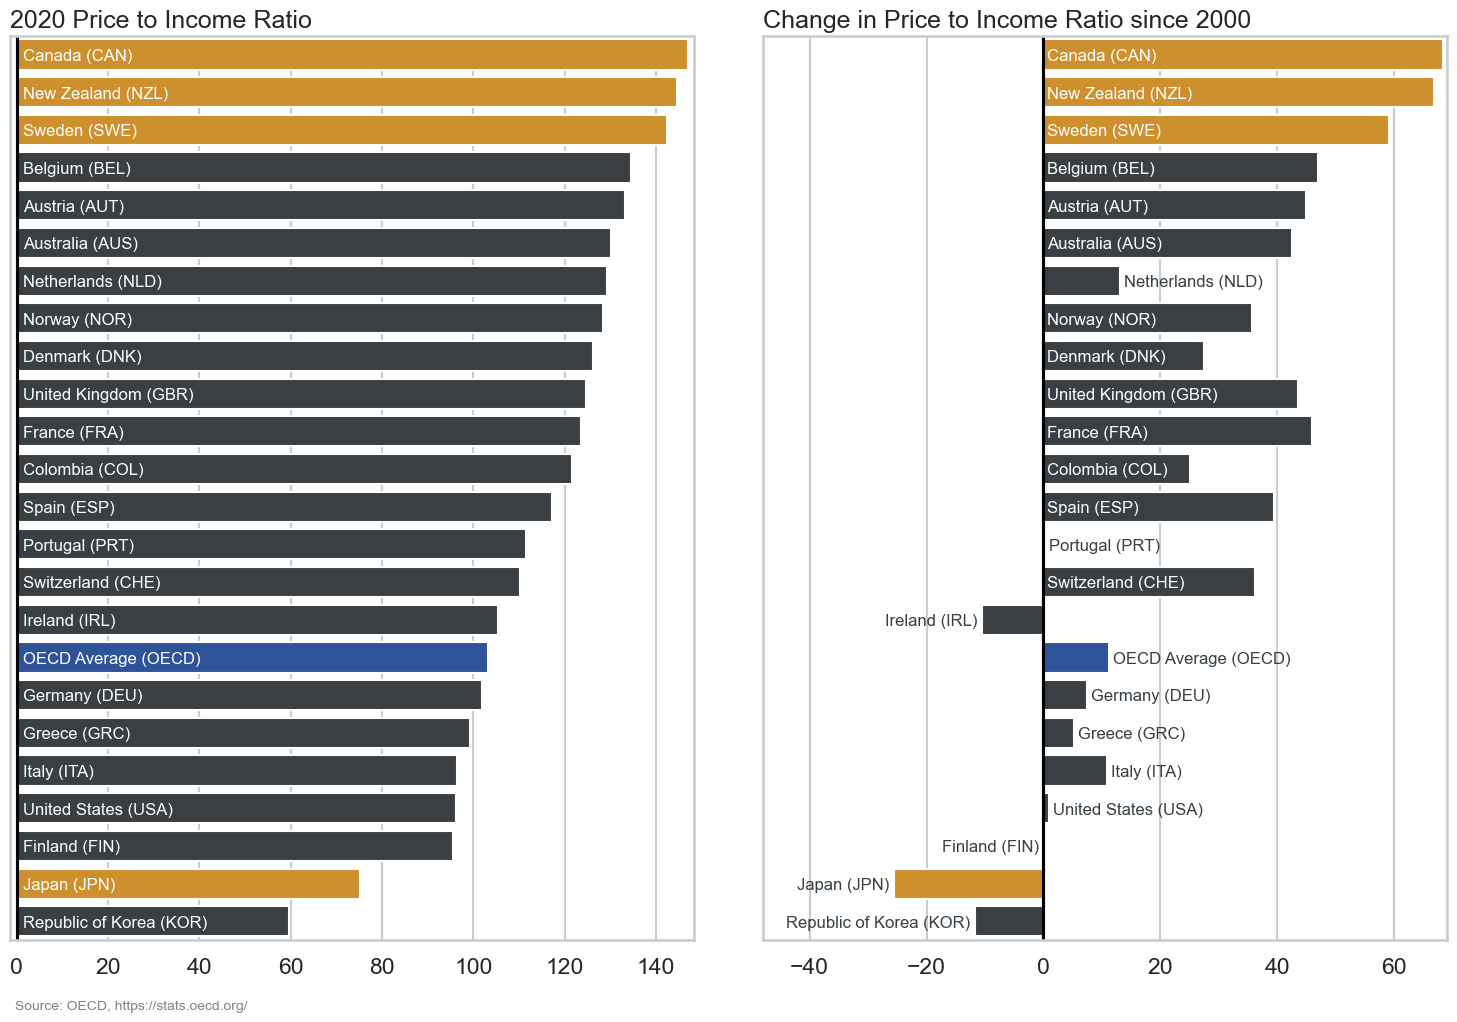 2020 Price to Income Ratio
Canada (CAN)
New Zealand (NZL)
Sweden (SWE)
Belgium (BEL)
Austria (AUT)
Australia (AUS)
Netherlands (NLD)
Norway (NOR)
Denmark (DNK)
United Kingdom (GBR)
France (FRA)
Colombia (COL)
Spain (ESP)
Portugal (PRT)
Switzerland (CHE)
Ireland (IRL)
OECD Average (OECD)
Germany (DEU)
Greece (GRC)
Italy (ITA)
United States (USA)
Finland (FIN)
Japan (JPN)
Republic of Korea (KOR)
0 20 40 60 80 100 120 140
Change in Price to Income Ratio since 2000
Canada (CAN)
New Zealand (NZL)
Sweden (SWE)
Belgium (BEL)
Austria (AUT)
Australia (AUS)
Netherlands (NLD)
Norway (NOR)
Denmark (DNK)
United Kingdom (GBR)
France (FRA)
Colombia (COL)
Spain (ESP)
Portugal (PRT)
Switzerland (CHE)
Ireland (IRL)
OECD Average (OECD)
Germany (DEU)
Greece (GRC)
Italy (ITA)
United States (USA)
Finland (FIN)
Japan (JPN)
Republic of Korea (KOR)
−40 −20 0 20 40 60
Source: OECD, https://stats.oecd.org/